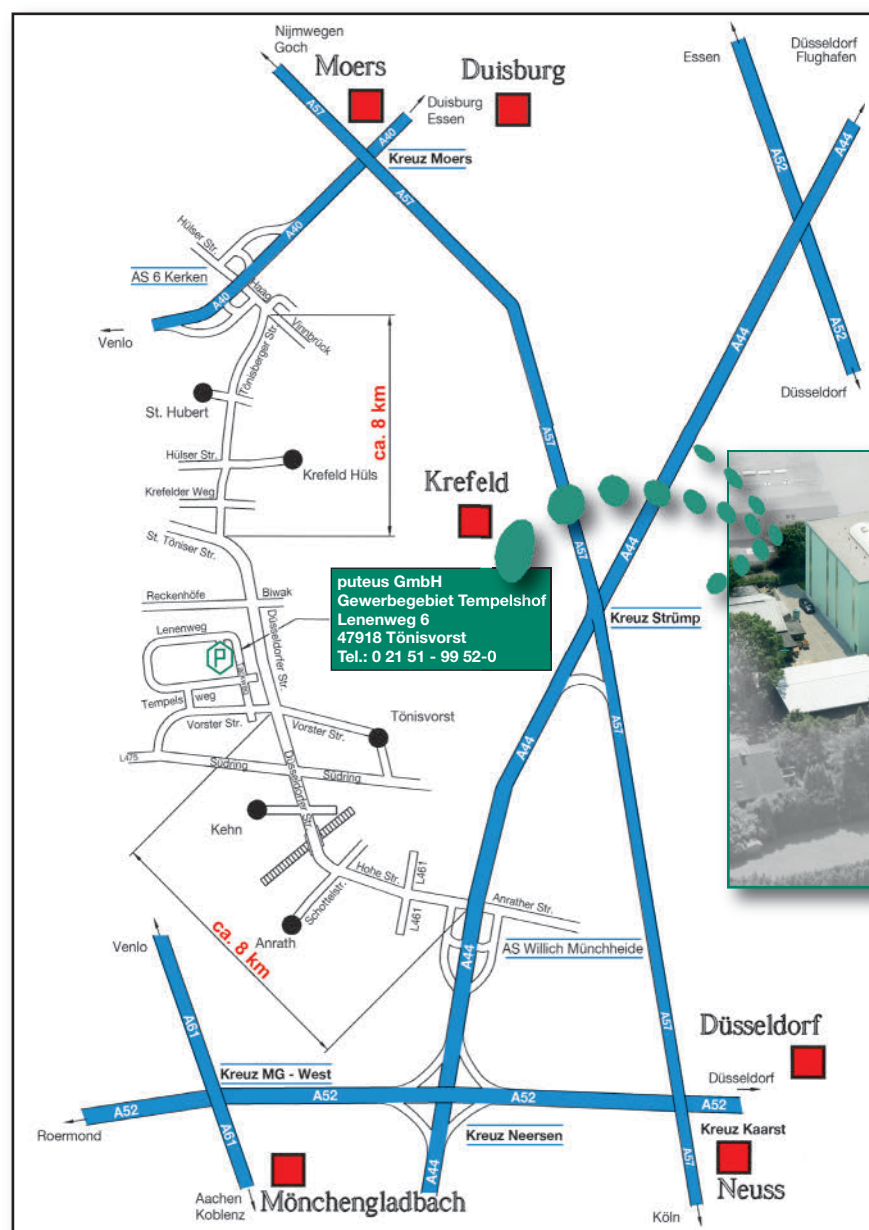 Nijmwegen
Goch
Moers
Duisburg
Essen
Düsseldorf
Flughafen
Duisburg
Essen
A57
A40
A52
A44
Kreuz Moers
A57
Hülser Str.
A40
AS 6 Kerken
Haag
A40
Vinnbrück
Venlo
Tönisberger Str.
A44
A52
Düsseldorf
St. Hubert
ca. 8 km
A57
Hülser Str.
Krefeld Hüls
Krefelder Weg
Krefeld
St. Töniser Str.
A44
A57
Reckenhöfe
Biwak
puteus GmbH
Gewerbegebiet Tempelshof
Lenenweg 6
47918 Tönisvorst
Tel.: 0 21 51 - 99 52-0
Kreuz Strümp
Lenenweg
P
Düsseldorfer Str.
Tempels weg
Vorster Str.
Vorster Str.
Tönisvorst
A57
A44
L475
Südring
Südring
Düsseldorfer Str.
Kehn
Hohe Str.
L461
L461
Schottelstr.
Anrather Str.
Anrath
AS Willich Münchheide
A44
ca. 8 km
Venlo
A61
A57
Düsseldorf
Kreuz MG - West
Düsseldorf
A52
A52
A52
A52
Roermond
A61
Kreuz Neersen
Kreuz Kaarst
A44
A57
Aachen
Koblenz
Mönchengladbach
Neuss
Köln